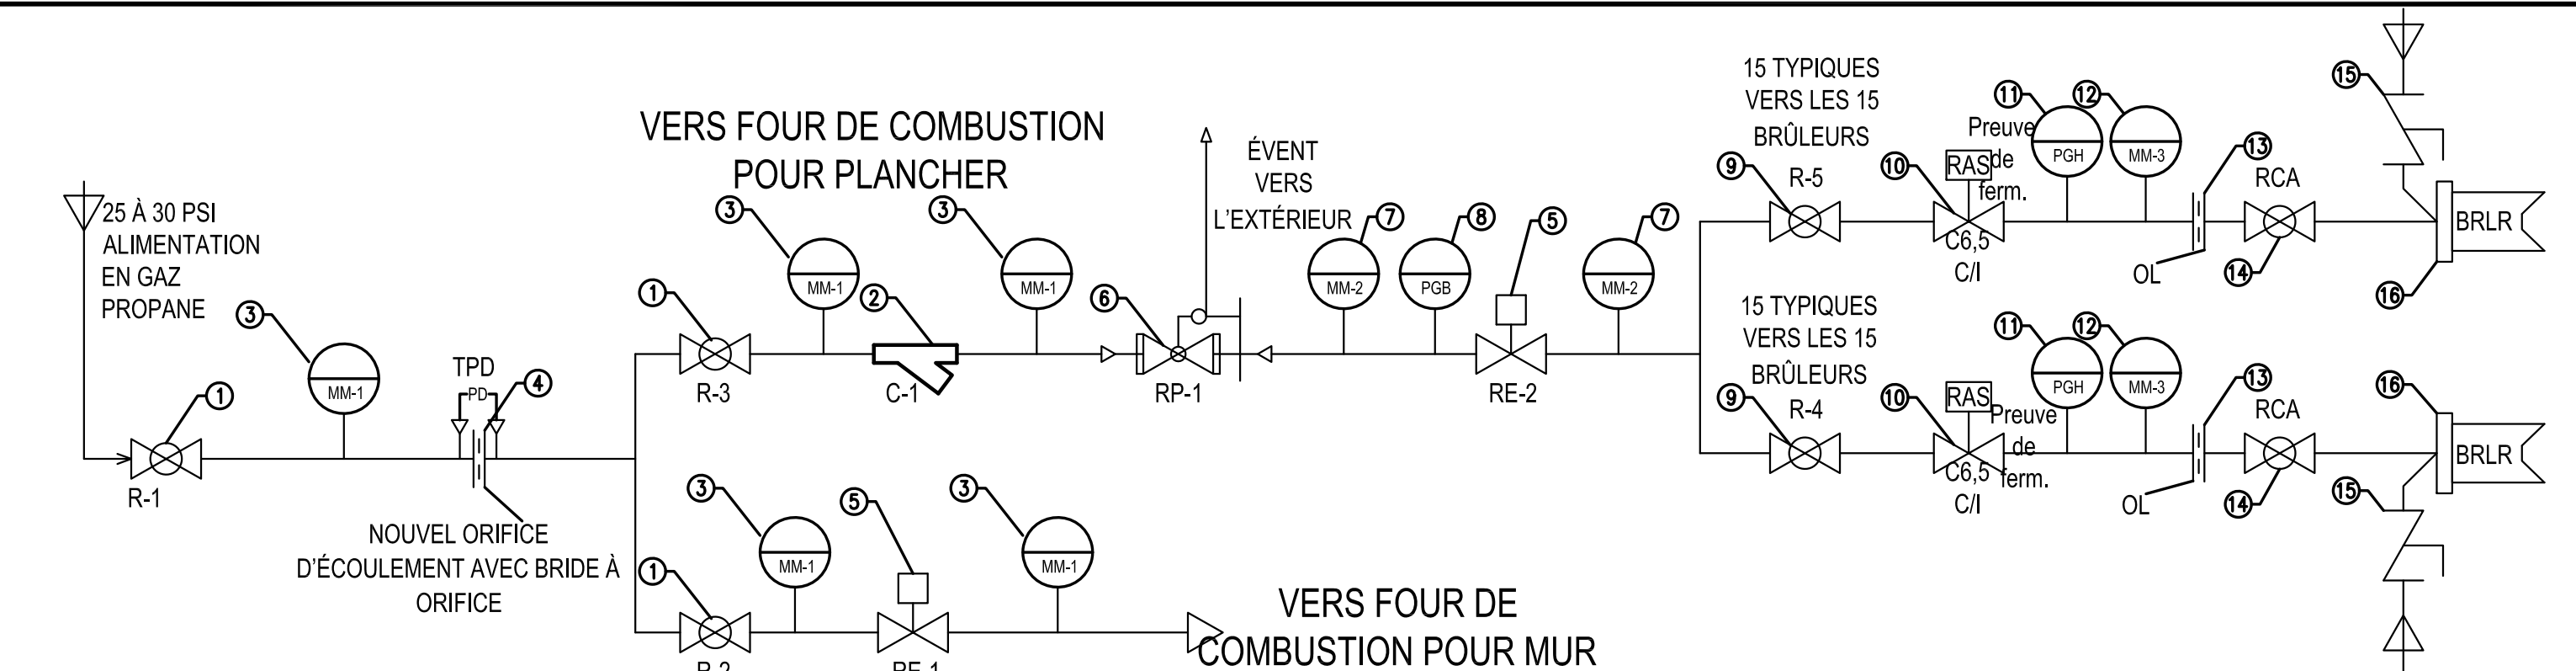 VERS FOUR DE COMBUSTION
POUR PLANCHER
25 À 30 PSI
ALIMENTATION
EN GAZ
PROPANE
3
MM-1
1
R-1
TPD
PD
4
NOUVEL ORIFICE
D'ÉCOULEMENT AVEC BRIDE À
ORIFICE
1
R-3
3
MM-1
2
C-1
3
MM-1
6
RP-1
ÉVENT
VERS
L'EXTÉRIEUR
7
MM-2
8
PGB
5
RE-2
7
MM-2
1
R-2
3
MM-1
5
RE-1
3
MM-1
VERS FOUR DE
COMBUSTION POUR MUR
15 TYPIQUES
VERS LES 15
BRÛLEURS
9
R-5
10
RAS
Preuve
de
ferm.
C6,5
C/I
11
PGH
12
MM-3
13
OL
RCA
14
15
BRLR
16
15 TYPIQUES
VERS LES 15
BRÛLEURS
9
R-4
10
RAS
Preuve
de
ferm.
C6,5
C/I
11
PGH
12
MM-3
13
OL
RCA
14
16
BRLR
15